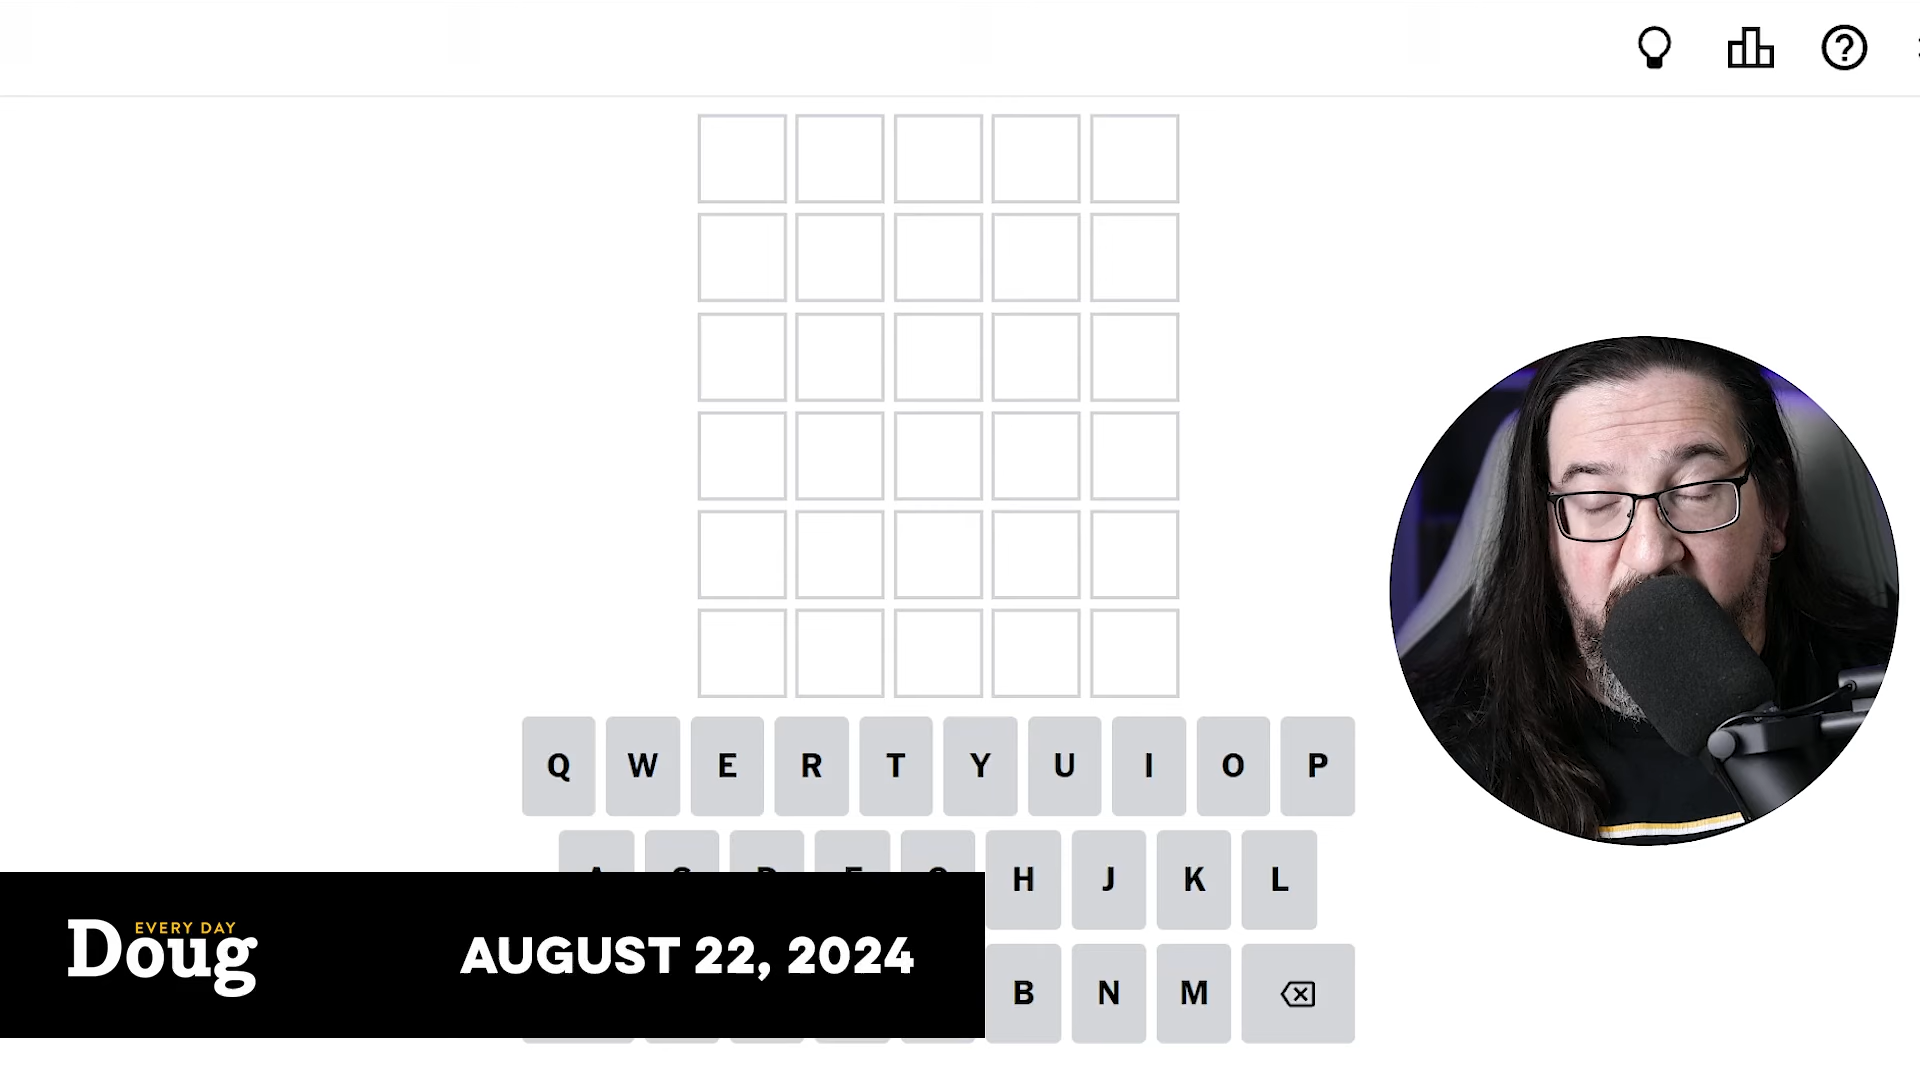 Q W E R T Y U I O P
H J K L
B N M
EVERY DAY
Doug
AUGUST 22, 2024